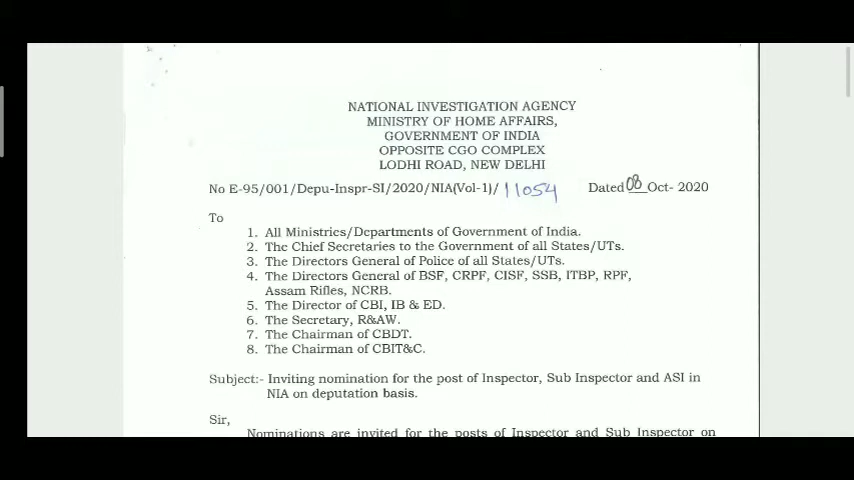 NATIONAL INVESTIGATION AGENCY
MINISTRY OF HOME AFFAIRS,
GOVERNMENT OF INDIA
OPPOSITE CGO COMPLEX
LODHI ROAD, NEW DELHI
No E-95/001/Depu-Inspr-SI/2020/NIA(Vol-1)/ 11054 Dated 08 Oct- 2020
To
1. All Ministries/Departments of Government of India.
2. The Chief Secretaries to the Government of all States/UTs.
3. The Directors General of Police of all States/UTs.
4. The Directors General of BSF, CRPF, CISF, SSB, ITBP, RPF,
Assam Rifles, NCRB.
5. The Director of CBI, IB & ED.
6. The Secretary, R&AW.
7. The Chairman of CBDT.
8. The Chairman of CBIT&C.
Subject:- Inviting nomination for the post of Inspector, Sub Inspector and ASI in
NIA on deputation basis.
Sir,
Nominations are invited for the posts of Inspector and Sub Inspector on